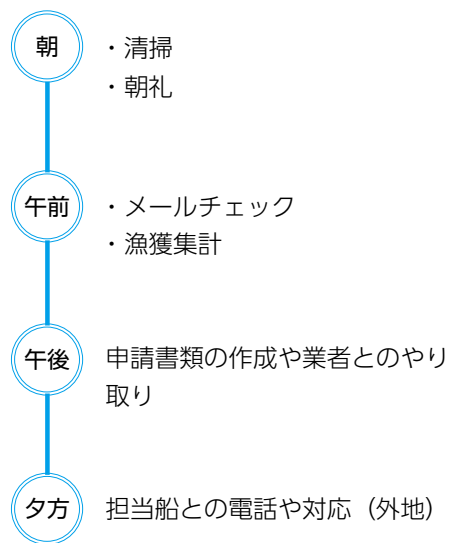 朝
・清掃
・朝礼
午前
・メールチェック
・漁獲集計
午後
申請書類の作成や業者とのやり
取り
夕方
担当船との電話や対応（外地）